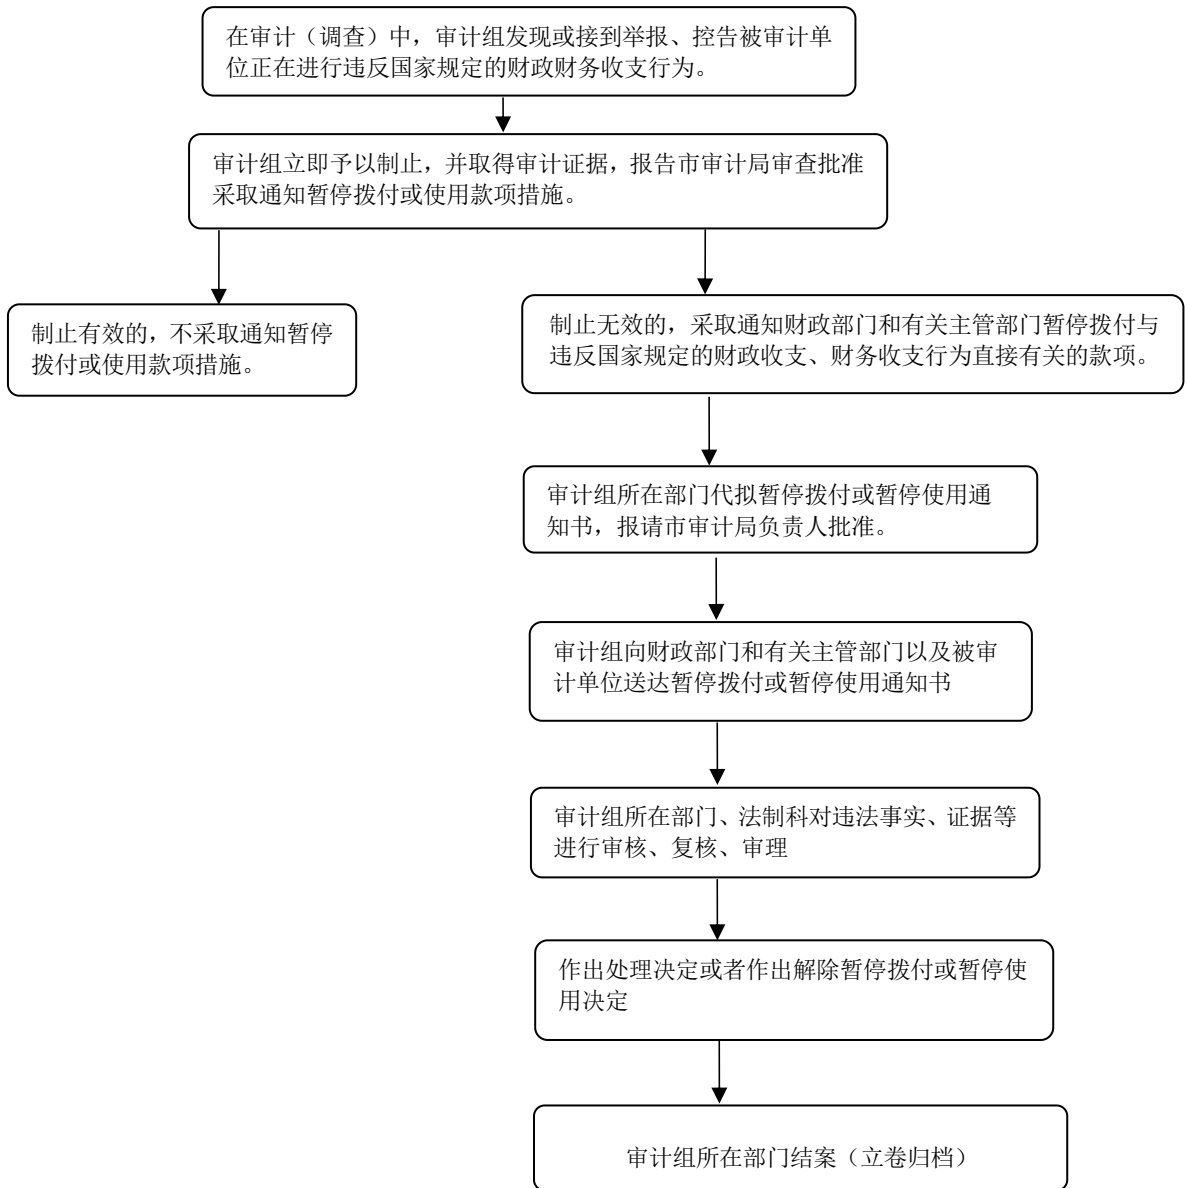 在审计（调查）中，审计组发现或接到举报、控告被审计单
位正在进行违反国家规定的财政财务收支行为。
审计组立即予以制止，并取得审计证据，报告市审计局审查批准
采取通知暂停拨付或使用款项措施。
制止有效的，不采取通知暂停
拨付或使用款项措施。
制止无效的，采取通知财政部门和有关主管部门暂停拨付与
违反国家规定的财政收支、财务收支行为直接有关的款项。
审计组所在部门代拟暂停拨付或暂停使用通
知书，报请市审计局负责人批准。
审计组向财政部门和有关主管部门以及被审
计单位送达暂停拨付或暂停使用通知书
审计组所在部门、法制科对违法事实、证据等
进行审核、复核、审理
作出处理决定或者作出解除暂停拨付或暂停使
用决定
审计组所在部门结案（立卷归档）